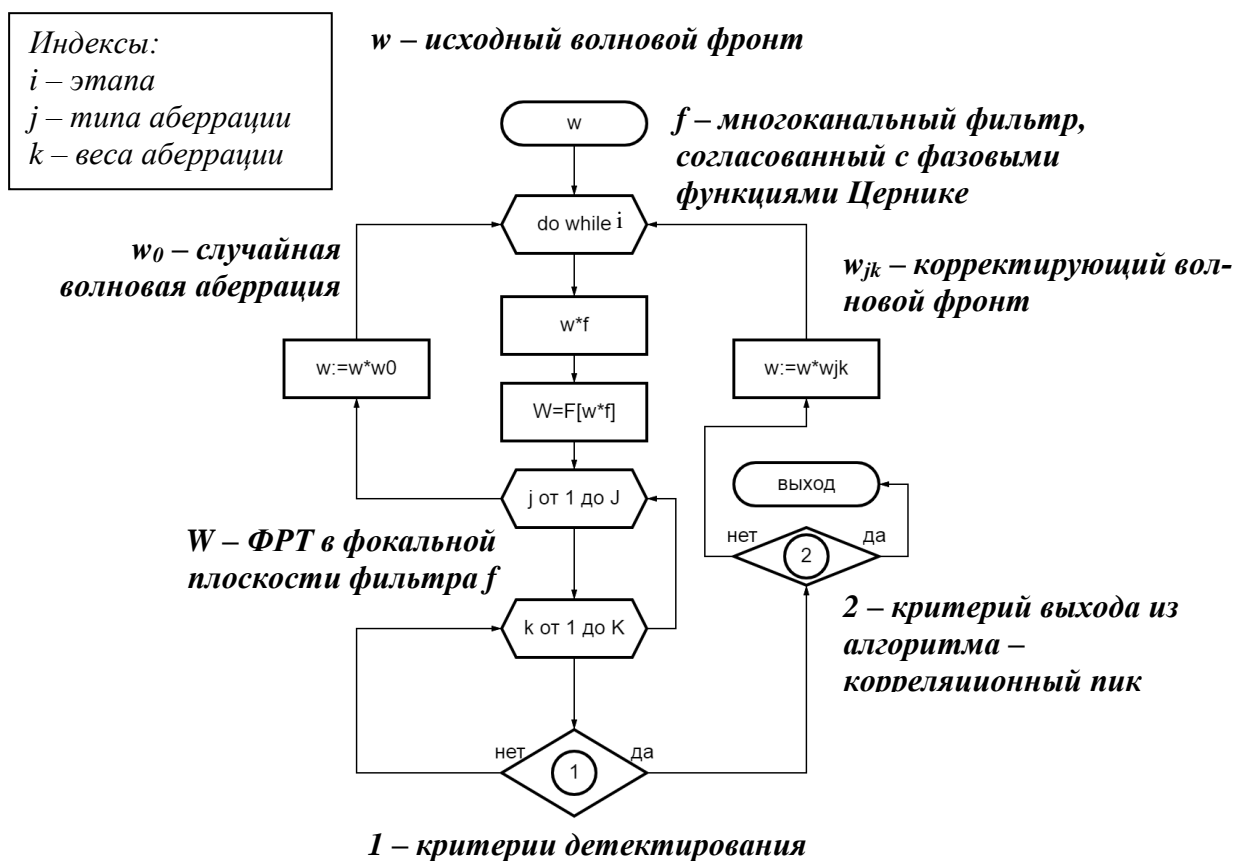 Индексы:
i – этапа
j – типа аберрации
k – веса аберрации
w – исходный волновой фронт
w
f – многоканальный фильтр,
согласованный с фазовыми
функциями Цернике
do while i
w0 – случайная
волновая аберрация
wjk – корректирующий вол-
новой фронт
w*f
w:=w*w0
w:=w*wjk
W=F[w*f]
j от 1 до J
выход
W – ФРТ в фокальной
плоскости фильтра f
нет
да
2
k от 1 до K
2 – критерий выхода из
алгоритма –
корреляционный пик
нет
да
1
1 – критерии детектирования